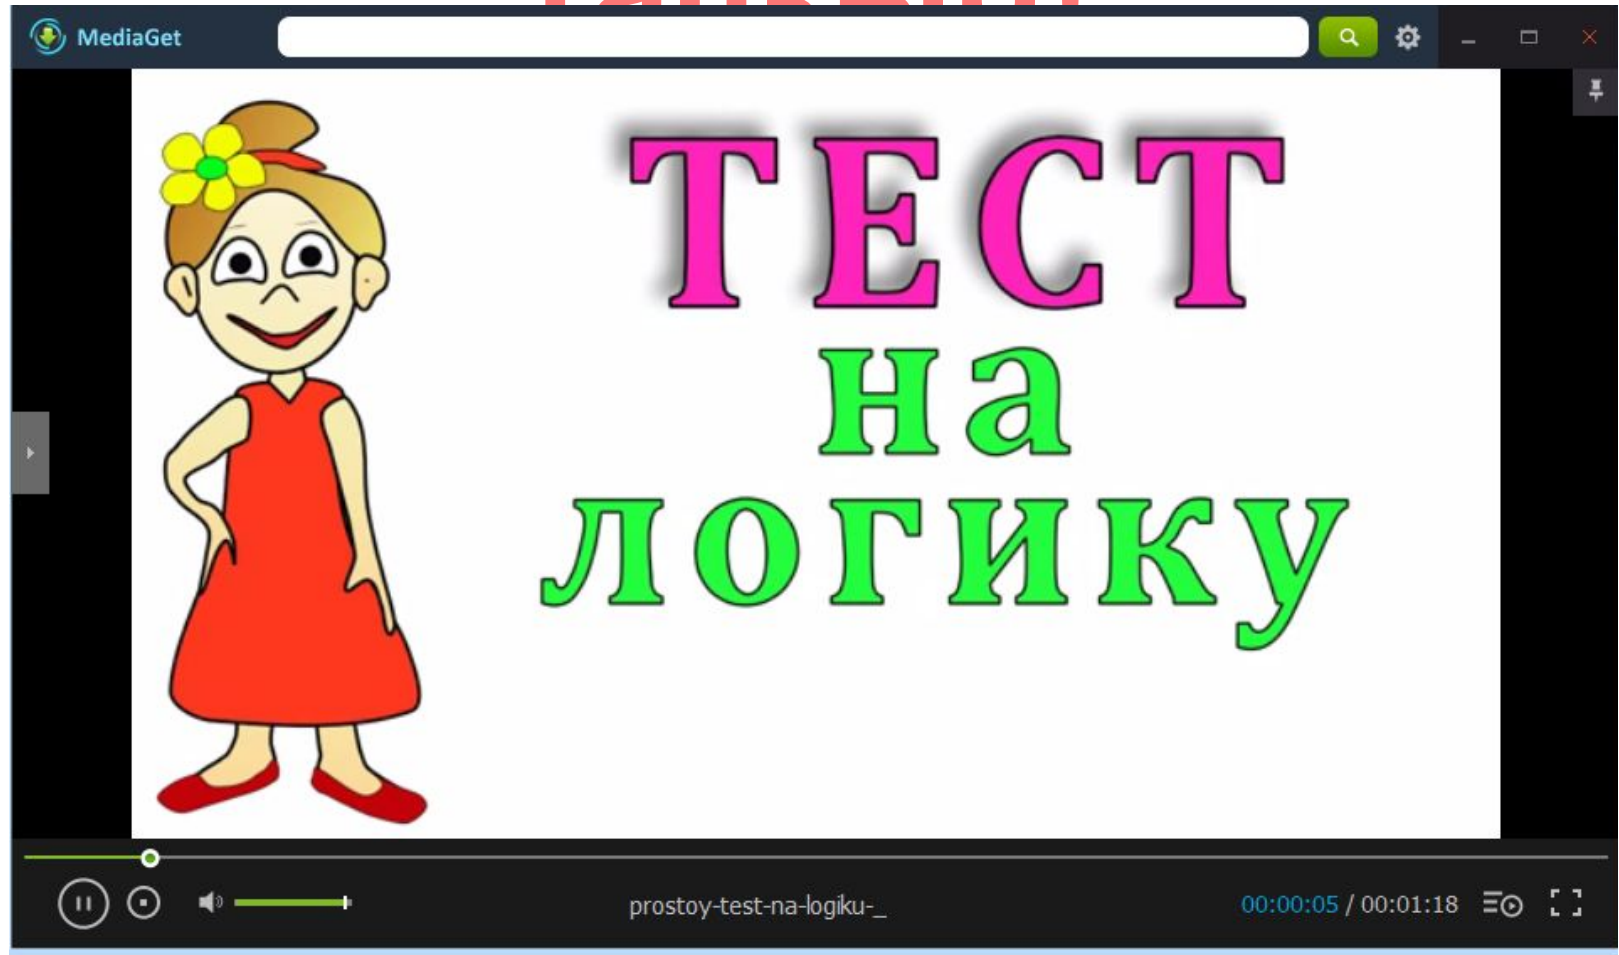 MediaGet
ТЕСТ
на
логику
prostoy-test-na-logiku-_
00:00:05 / 00:01:18